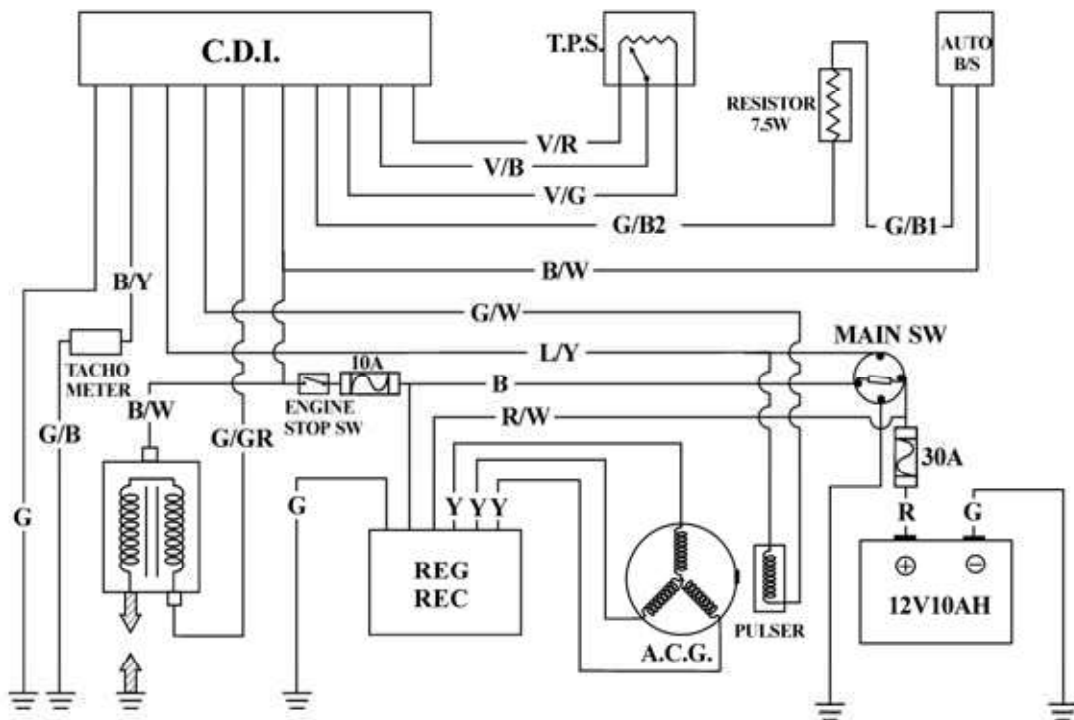 C.D.I.
T.P.S.
AUTO
B/S
RESISTOR
7.5W
V/R
V/B
V/G
G/B2
G/B1
B/W
B/Y
G/W
MAIN SW
L/Y
10A
TACHO
METER
B
B/W
ENGINE
STOP SW
R/W
G/B
G/GR
30A
G
G
Y
Y
Y
R
G
REG
REC
+
−
12V10AH
PULSER
A.C.G.